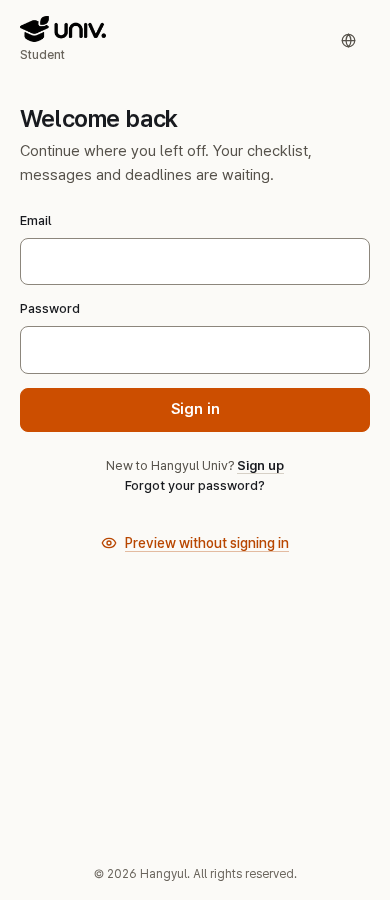 UNIV.
Student
Welcome back
Continue where you left off. Your checklist,
messages and deadlines are waiting.
Email
Password
Sign in
New to Hangyul Univ? Sign up
Forgot your password?
Preview without signing in
© 2026 Hangyul. All rights reserved.